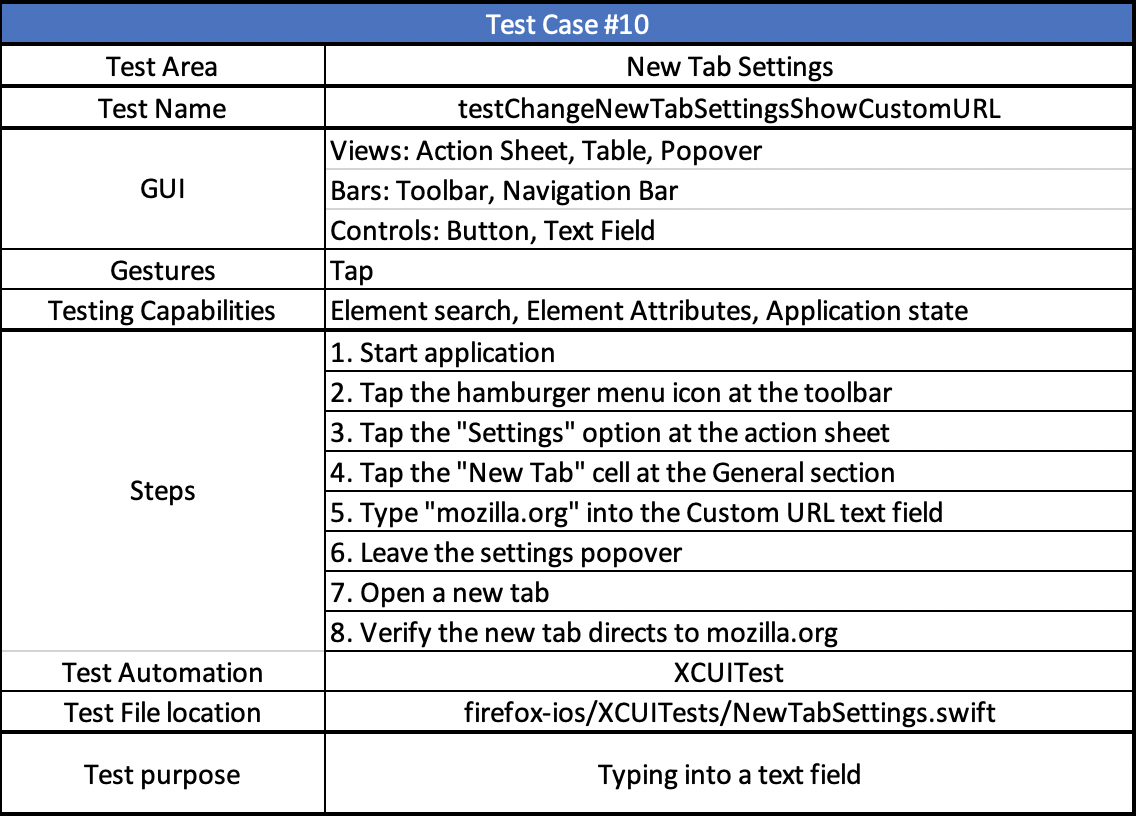 Test Case #10
Test Area
New Tab Settings
Test Name
testChangeNewTabSettingsShowCustomURL
GUI
Views: Action Sheet, Table, Popover
Bars: Toolbar, Navigation Bar
Controls: Button, Text Field
Gestures
Tap
Testing Capabilities
Element search, Element Attributes, Application state
Steps
1. Start application
2. Tap the hamburger menu icon at the toolbar
3. Tap the "Settings" option at the action sheet
4. Tap the "New Tab" cell at the General section
5. Type "mozilla.org" into the Custom URL text field
6. Leave the settings popover
7. Open a new tab
8. Verify the new tab directs to mozilla.org
Test Automation
XCUITest
Test File location
firefox-ios/XCUITests/NewTabSettings.swift
Test purpose
Typing into a text field